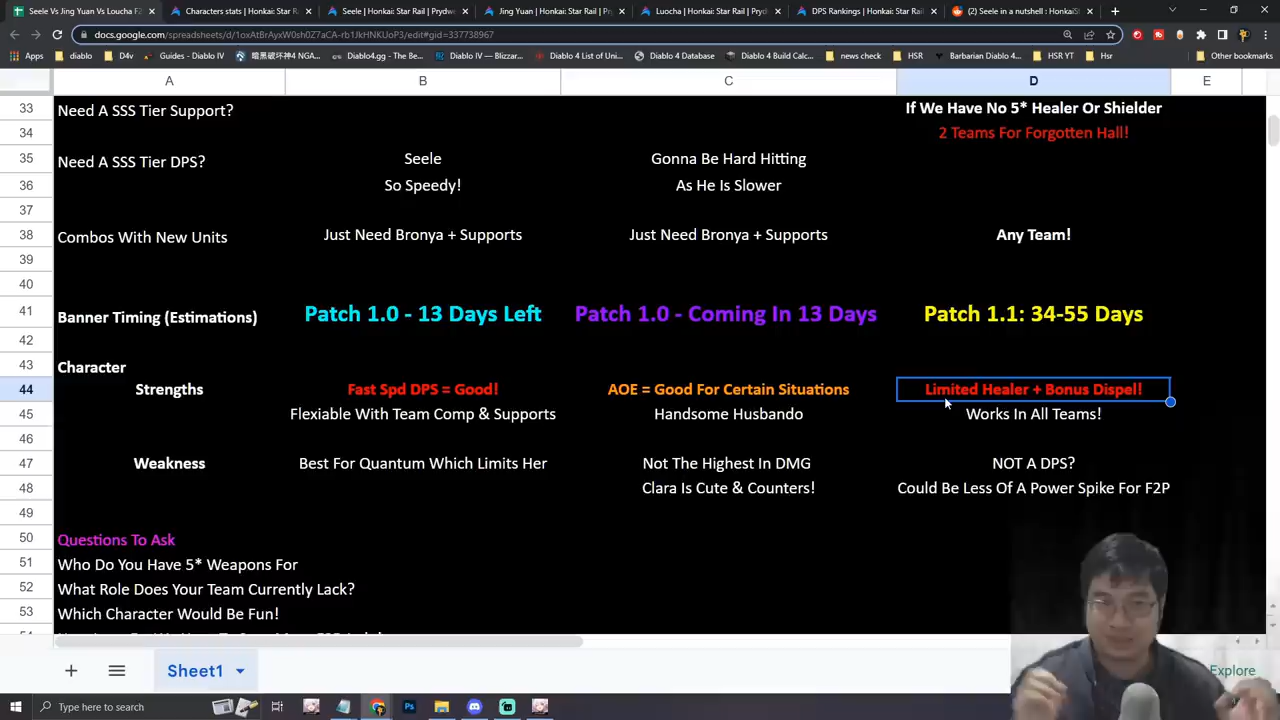 Seele Vs Jing Yuan Vs Loucha F2
Characters stats | Honkai: Star R
Seele | Honkai: Star Rail | Prydw
Jing Yuan | Honkai: Star Rail | Pr
Luocha | Honkai: Star Rail | Pryd
DPS Rankings | Honkai: Star Rail
(2) Seele in a nutshell : HonkaiSt
docs.google.com/spreadsheets/d/1oxAtBrAyxW0sh0Z7aCA-rb1JkHNKUoP3/edit#gid=337738967
Apps
diablo
D4v
Guides - Diablo IV
暗黑破坏神4 NGA...
Diablo4.gg - The Be...
Diablo IV — Blizzar...
Diablo 4 List of Uni...
Diablo 4 Database
Diablo 4 Build Calc...
news check
HSR
Barbarian Diablo 4...
HSR YT
Hsr
Other bookmarks
A B C D E
33 Need A SSS Tier Support? If We Have No 5* Healer Or Shielder
34 2 Teams For Forgotten Hall!
35 Need A SSS Tier DPS? Seele Gonna Be Hard Hitting
36 So Speedy! As He Is Slower
37
38 Combos With New Units Just Need Bronya + Supports Just Need Bronya + Supports Any Team!
39
40
41 Banner Timing (Estimations) Patch 1.0 - 13 Days Left Patch 1.0 - Coming In 13 Days Patch 1.1: 34-55 Days
42
43 Character
44 Strengths Fast Spd DPS = Good! AOE = Good For Certain Situations Limited Healer + Bonus Dispel!
45 Flexiable With Team Comp & Supports Handsome Husbando Works In All Teams!
46
47 Weakness Best For Quantum Which Limits Her Not The Highest In DMG NOT A DPS?
48 Clara Is Cute & Counters! Could Be Less Of A Power Spike For F2P
49
50 Questions To Ask
51 Who Do You Have 5* Weapons For
52 What Role Does Your Team Currently Lack?
53 Which Character Would Be Fun!
Sheet1
Explore
Type here to search